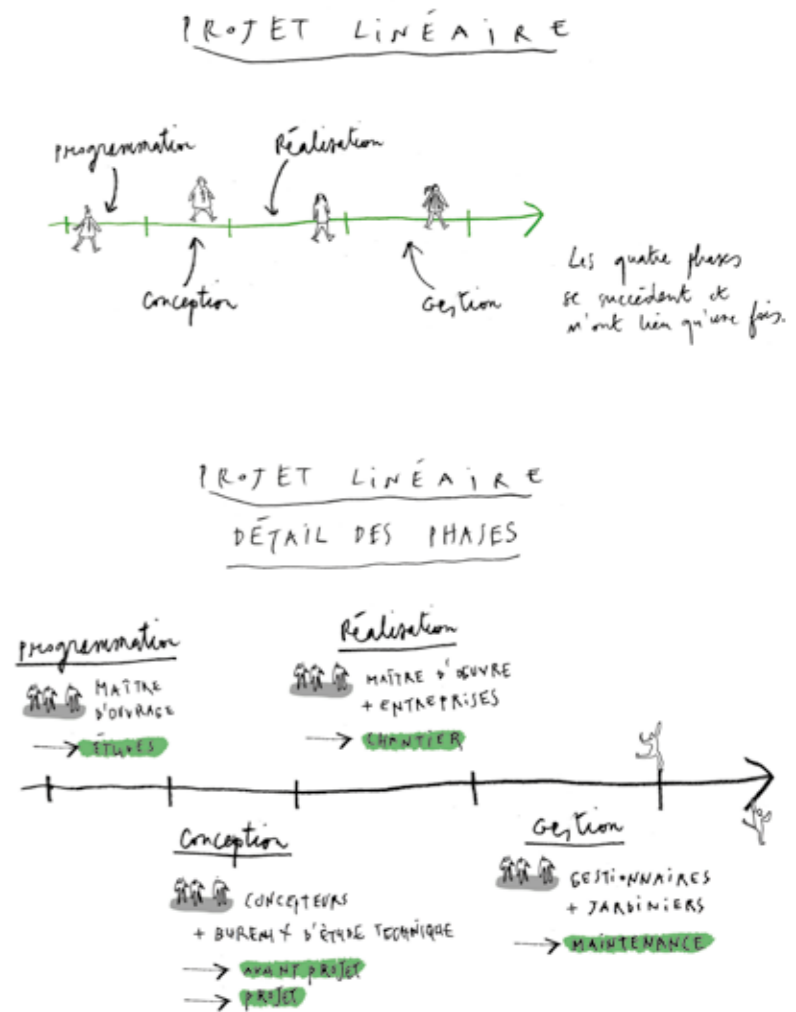 PROJET LINÉAIRE
Programmation
Réalisation
Conception
Gestion
Les quatre phases
se succèdent et
n'ont lieu qu'une fois.
PROJET LINÉAIRE
DÉTAIL DES PHASES
Programmation
MAÎTRE
D'OUVRAGE
→ ÉTUDES
Réalisation
MAÎTRE D'ŒUVRE
+ ENTREPRISES
→ CHANTIER
Conception
CONCEPTEURS
+ BUREAUX D'ÉTUDE TECHNIQUE
→ AVANT PROJET
→ PROJET
Gestion
GESTIONNAIRES
+ JARDINIERS
→ MAINTENANCE